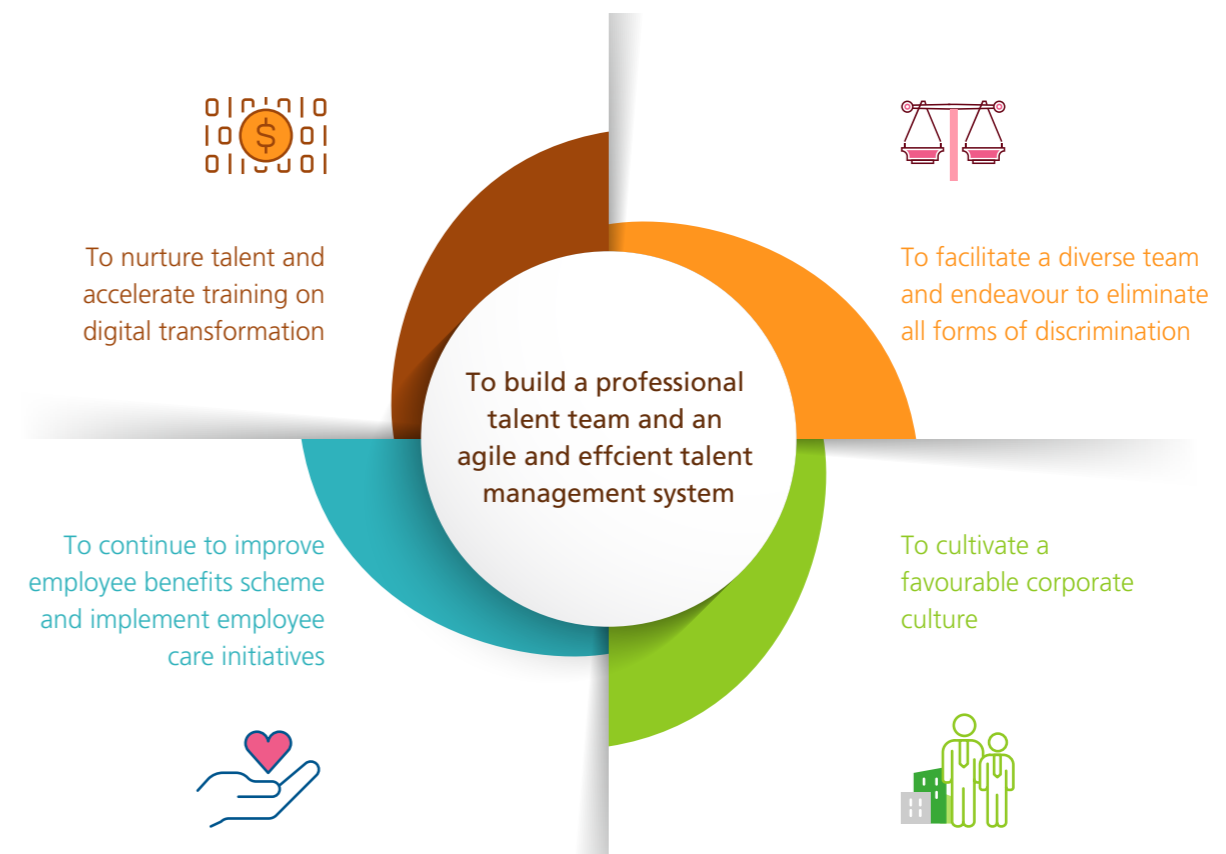 To nurture talent and
accelerate training on
digital transformation
To facilitate a diverse team
and endeavour to eliminate
all forms of discrimination
To build a professional
talent team and an
agile and effcient talent
management system
To continue to improve
employee benefits scheme
and implement employee
care initiatives
To cultivate a
favourable corporate
culture